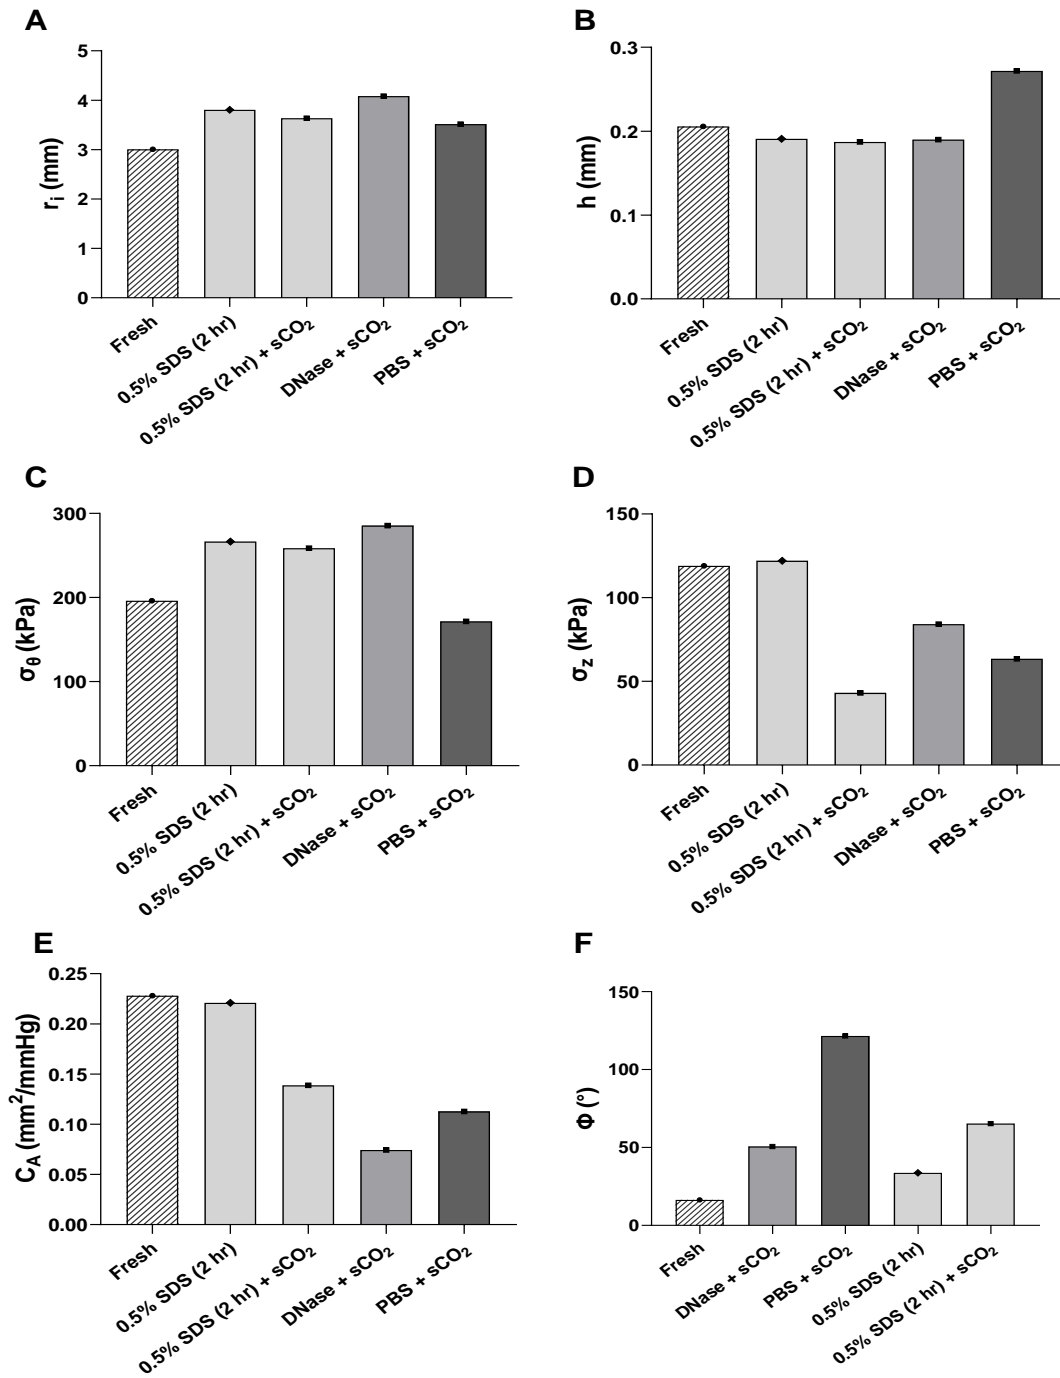 A
r_i (mm)
5
4
3
2
1
0
Fresh
0.5% SDS (2 hr)
0.5% SDS (2 hr) + sCO₂
DNase + sCO₂
PBS + sCO₂
B
h (mm)
0.3
0.2
0.1
0.0
Fresh
0.5% SDS (2 hr)
0.5% SDS (2 hr) + sCO₂
DNase + sCO₂
PBS + sCO₂
C
σ_θ (kPa)
300
200
100
0
Fresh
0.5% SDS (2 hr)
0.5% SDS (2 hr) + sCO₂
DNase + sCO₂
PBS + sCO₂
D
σ_z (kPa)
150
100
50
0
Fresh
0.5% SDS (2 hr)
0.5% SDS (2 hr) + sCO₂
DNase + sCO₂
PBS + sCO₂
E
C_A (mm²/mmHg)
0.25
0.20
0.15
0.10
0.05
0.00
Fresh
0.5% SDS (2 hr)
0.5% SDS (2 hr) + sCO₂
DNase + sCO₂
PBS + sCO₂
F
Φ (°)
150
100
50
0
Fresh
DNase + sCO₂
PBS + sCO₂
0.5% SDS (2 hr)
0.5% SDS (2 hr) + sCO₂